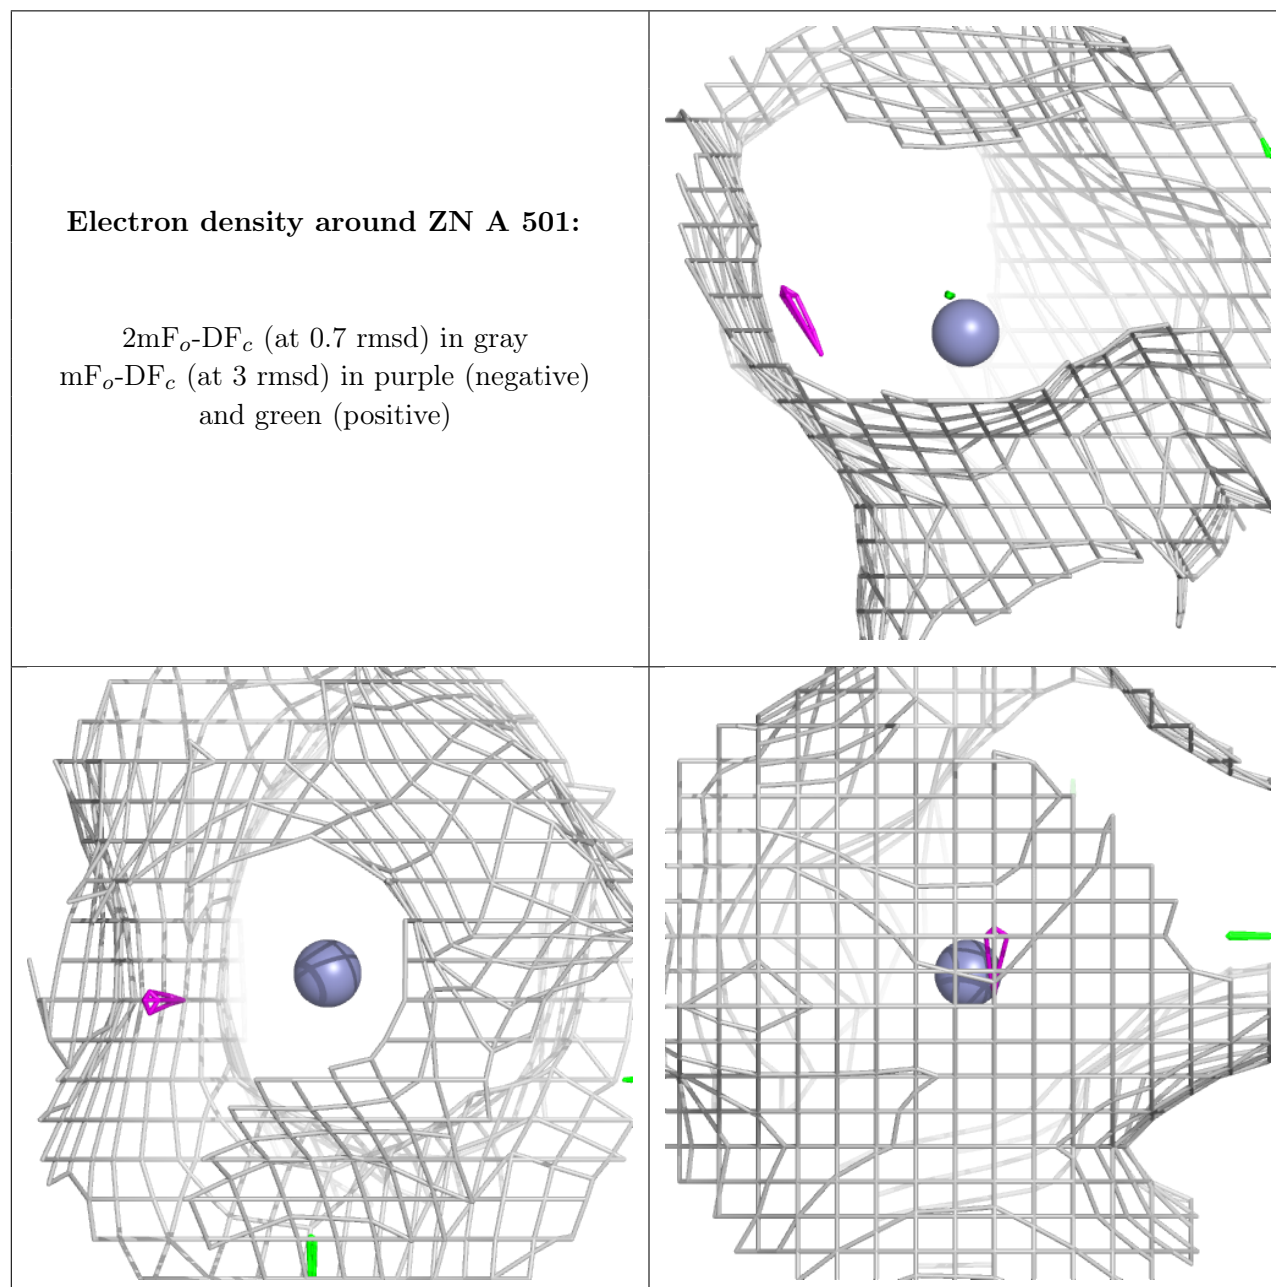 Electron density around ZN A 501:
2mFₒ-DF𝒸 (at 0.7 rmsd) in gray
mFₒ-DF𝒸 (at 3 rmsd) in purple (negative)
and green (positive)